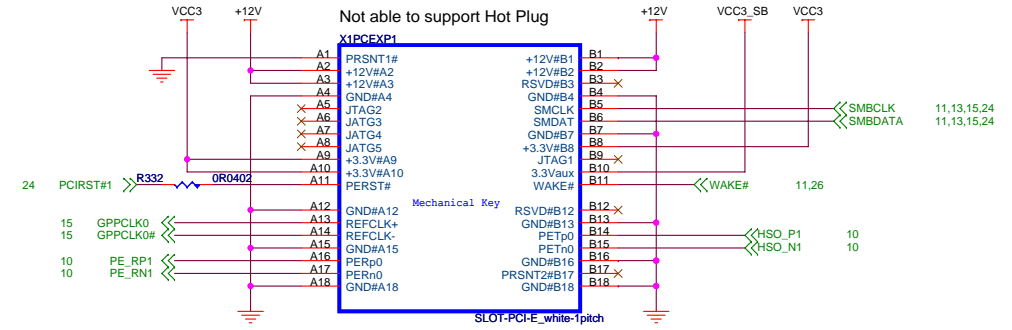 VCC3 +12V Not able to support Hot Plug +12V VCC3_SB VCC3
X1PCEXP1
A1 PRSNT1# +12V#B1 B1
A2 +12V#A2 +12V#B2 B2
A3 +12V#A3 RSVD#B3 B3
A4 GND#A4 GND#B4 B4
A5 JTAG2 SMCLK B5 SMBCLK 11,13,15,24
A6 JATG3 SMDAT B6 SMBDATA 11,13,15,24
A7 JATG4 GND#B7 B7
A8 JATG5 +3.3V#B8 B8
A9 +3.3V#A9 JTAG1 B9
A10 +3.3V#A10 3.3Vaux B10
24 PCIRST#1 R332 0R0402 A11 PERST# WAKE# B11 WAKE# 11,26
Mechanical Key
A12 GND#A12 RSVD#B12 B12
15 GPPCLK0 A13 REFCLK+ GND#B13 B13
15 GPPCLK0# A14 REFCLK- PETp0 B14 HSO_P1 10
A15 GND#A15 PETn0 B15 HSO_N1 10
10 PE_RP1 A16 PERp0 GND#B16 B16
10 PE_RN1 A17 PERn0 PRSNT2#B17 B17
A18 GND#A18 GND#B18 B18
SLOT-PCI-E_white-1pitch